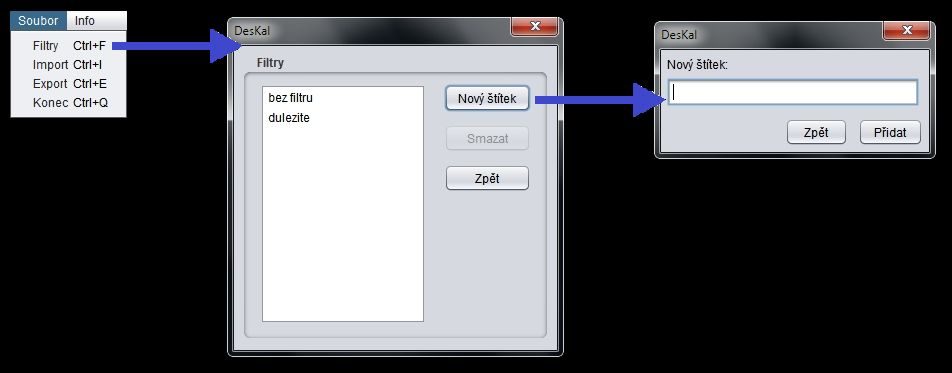 Soubor Info
Filtry Ctrl+F
Import Ctrl+I
Export Ctrl+E
Konec Ctrl+Q
DesKal
Filtry
bez filtru
dulezite
Nový štítek
Smazat
Zpět
DesKal
Nový štítek:
Zpět Přidat